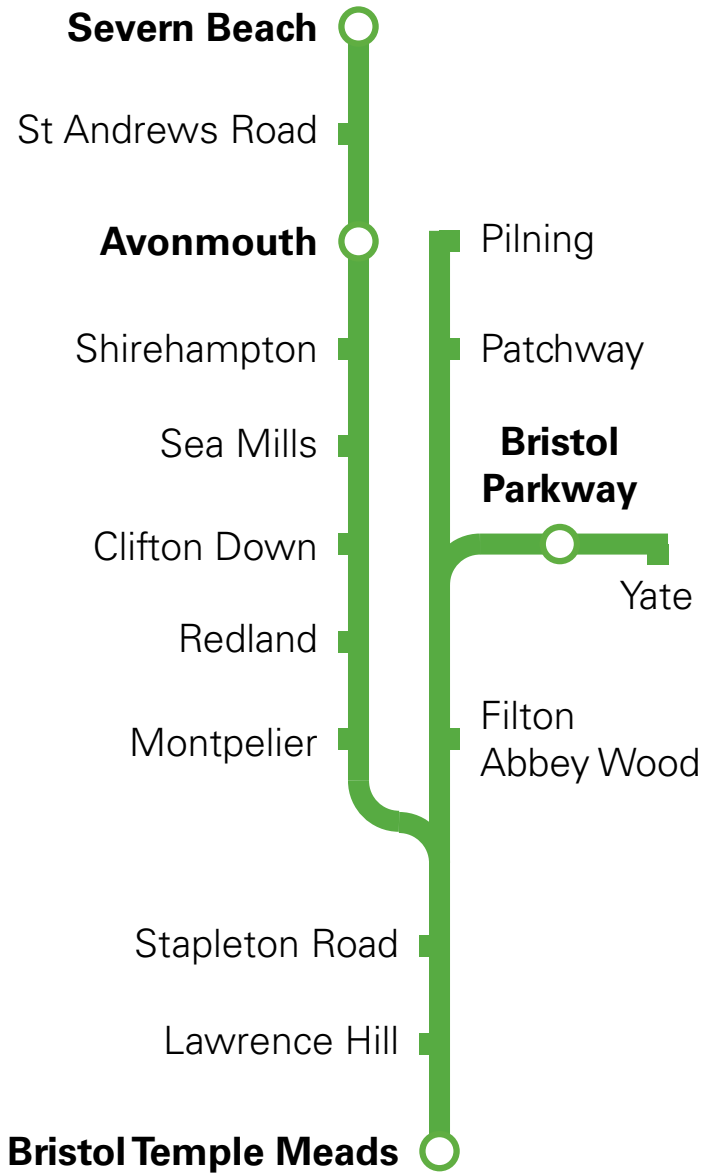 Severn Beach
St Andrews Road
Avonmouth
Pilning
Shirehampton
Patchway
Sea Mills
Bristol
Parkway
Clifton Down
Yate
Redland
Filton
Abbey Wood
Montpelier
Stapleton Road
Lawrence Hill
Bristol Temple Meads